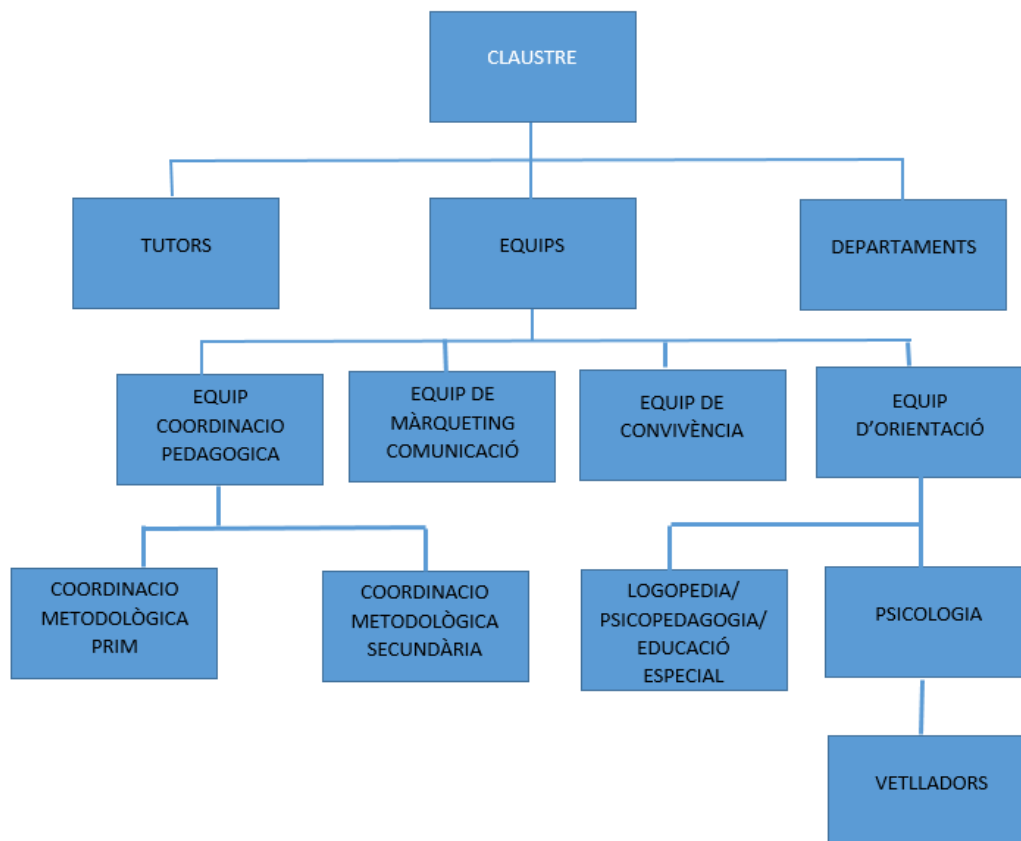 CLAUSTRE
TUTORS
EQUIPS
DEPARTAMENTS
EQUIP
COORDINACIO
PEDAGOGICA
EQUIP DE
MÀRQUETING
COMUNICACIÓ
EQUIP DE
CONVIVÈNCIA
EQUIP
D’ORIENTACIÓ
COORDINACIO
METODOLÒGICA
PRIM
COORDINACIO
METODOLÒGICA
SECUNDÀRIA
LOGOPEDIA/
PSICOPEDAGOGIA/
EDUCACIÓ
ESPECIAL
PSICOLOGIA
VETLLADORS